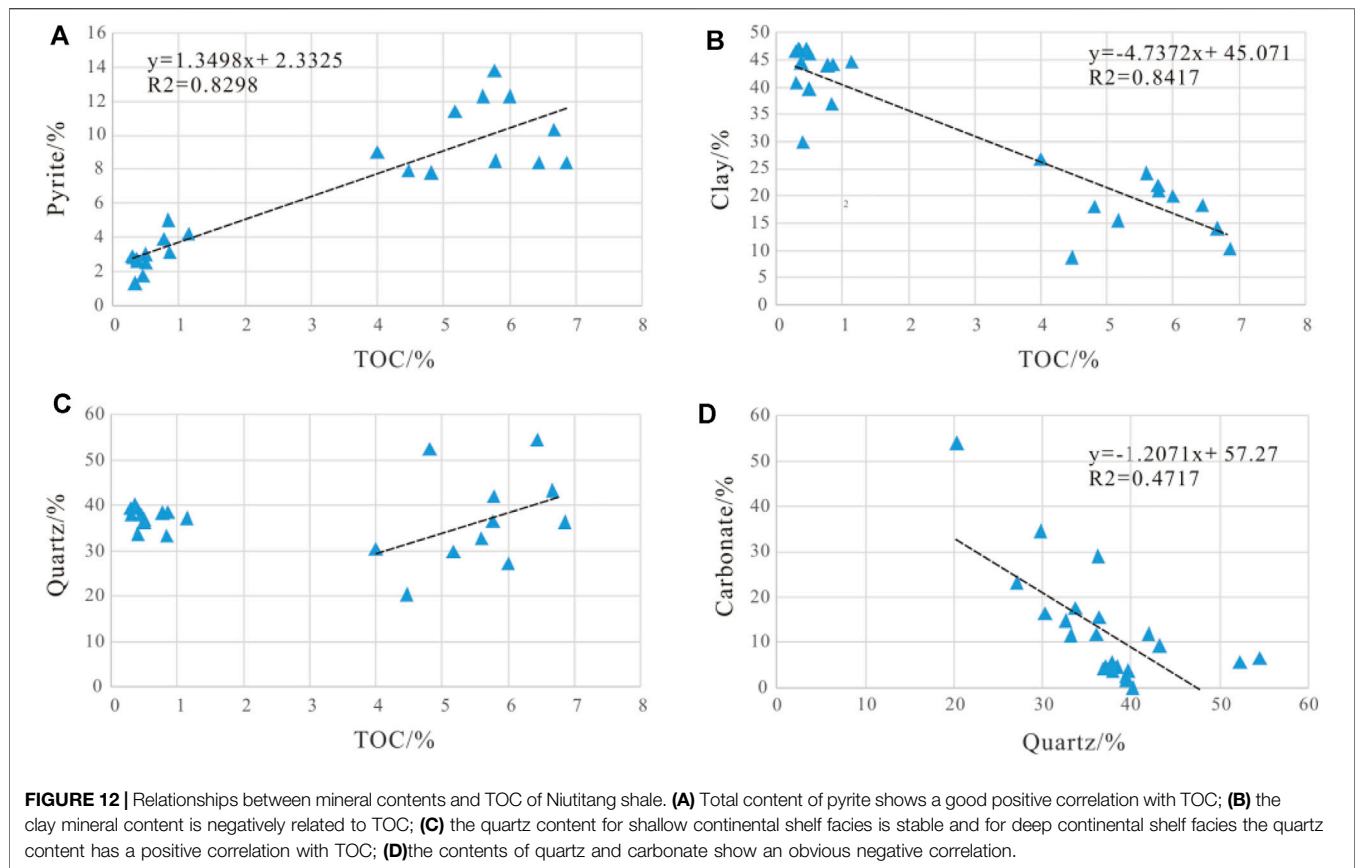 A
y=1.3498x+ 2.3325
R2=0.8298
16
14
12
10
8
6
4
2
0
Pyrite/%
0 1 2 3 4 5 6 7 8
TOC/%
B
y=-4.7372x+ 45.071
R2=0.8417
50
45
40
35
30
25
20
15
10
5
0
Clay/%
2
0 1 2 3 4 5 6 7 8
TOC/%
C
60
50
40
30
20
10
0
Quartz/%
0 1 2 3 4 5 6 7 8
TOC/%
D
y=-1.2071x+ 57.27
R2=0.4717
60
50
40
30
20
10
0
Carbonate/%
0 10 20 30 40 50 60
Quartz/%
FIGURE 12 | Relationships between mineral contents and TOC of Niutitang shale. (A) Total content of pyrite shows a good positive correlation with TOC; (B) the
clay mineral content is negatively related to TOC; (C) the quartz content for shallow continental shelf facies is stable and for deep continental shelf facies the quartz
content has a positive correlation with TOC; (D)the contents of quartz and carbonate show an obvious negative correlation.